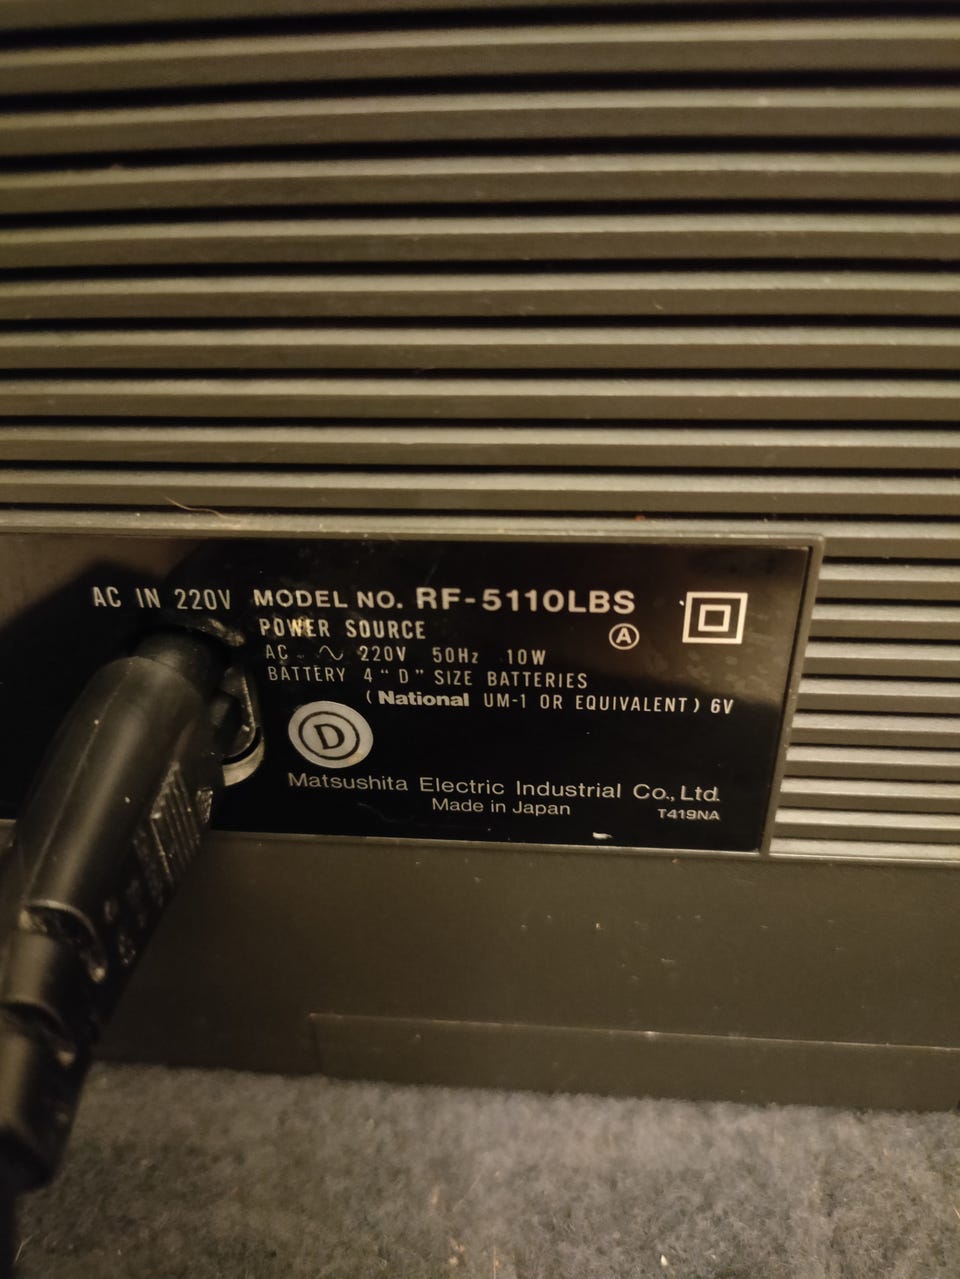 AC IN 220V
MODEL NO. RF-5110LBS
POWER SOURCE
A
AC ∿ 220V 50Hz 10W
BATTERY 4 "D" SIZE BATTERIES
(National UM-1 OR EQUIVALENT) 6V
D
Matsushita Electric Industrial Co., Ltd.
Made in Japan
T419NA